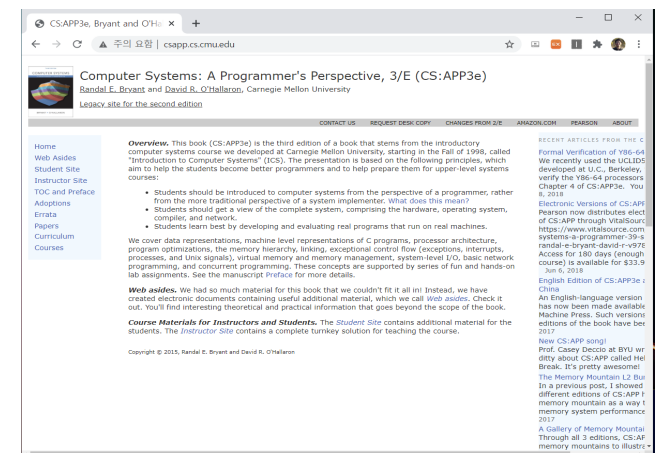 CS:APP3e, Bryant and O'Ha
주의 요함 | csapp.cs.cmu.edu
Computer Systems: A Programmer's Perspective, 3/E (CS:APP3e)
Randal E. Bryant and David R. O'Hallaron, Carnegie Mellon University
Legacy site for the second edition
CONTACT US REQUEST DESK COPY CHANGES FROM 2/E AMAZON.COM PEARSON ABOUT
Home
Web Asides
Student Site
Instructor Site
TOC and Preface
Adoptions
Errata
Papers
Curriculum
Courses
Overview. This book (CS:APP3e) is the third edition of a book that stems from the introductory
computer systems course we developed at Carnegie Mellon University, starting in the Fall of 1998, called
"Introduction to Computer Systems" (ICS). The presentation is based on the following principles, which
aim to help the students become better programmers and to help prepare them for upper-level systems
courses:
• Students should be introduced to computer systems from the perspective of a programmer, rather
from the more traditional perspective of a system implementer. What does this mean?
• Students should get a view of the complete system, comprising the hardware, operating system,
compiler, and network.
• Students learn best by developing and evaluating real programs that run on real machines.
We cover data representations, machine level representations of C programs, processor architecture,
program optimizations, the memory hierarchy, linking, exceptional control flow (exceptions, interrupts,
processes, and Unix signals), virtual memory and memory management, system-level I/O, basic network
programming, and concurrent programming. These concepts are supported by series of fun and hands-on
lab assignments. See the manuscript Preface for more details.
Web asides. We had so much material for this book that we couldn't fit it all in! Instead, we have
created electronic documents containing useful additional material, which we call Web asides. Check it
out. You'll find interesting theoretical and practical information that goes beyond the scope of the book.
Course Materials for Instructors and Students. The Student Site contains additional material for the
students. The Instructor Site contains a complete turnkey solution for teaching the course.
Copyright © 2015, Randal E. Bryant and David R. O'Hallaron
RECENT ARTICLES FROM THE C
Formal Verification of Y86-64
We recently used the UCLID5
developed at U.C., Berkeley,
verify the Y86-64 processors
Chapter 4 of CS:APP3e. You
8, 2018
Electronic Versions of CS:APF
Pearson now distributes elect
of CS:APP through VitalSourc
https://www.vitalsource.com
systems-a-programmer-39-s
randal-e-bryant-david-r-v978
Access for 180 days (enough
course) is available for $33.9
Jun 6, 2018
English Edition of CS:APP3e a
China
An English-language version
has now been made available
Machine Press. Such versions
editions of the book have bee
2017
New CS:APP song!
Prof. Casey Deccio at BYU wr
ditty about CS:APP called Hel
Break. It's pretty awesome!
The Memory Mountain L2 Bu
In a previous post, I showed
different editions of CS:APP h
memory mountain as a way t
memory system performance
2017
A Gallery of Memory Mountai
Through all 3 editions, CS:AF
memory mountains to illustra